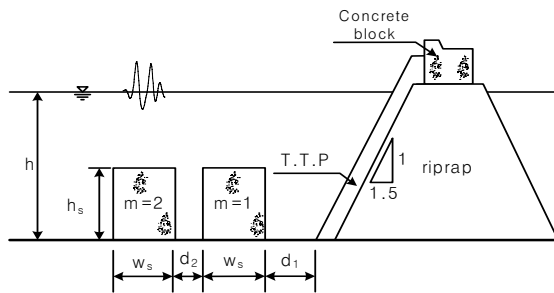 Concrete
block
h
T.T.P
1
1.5
riprap
hₛ
m=2
m=1
wₛ
d₂
wₛ
d₁